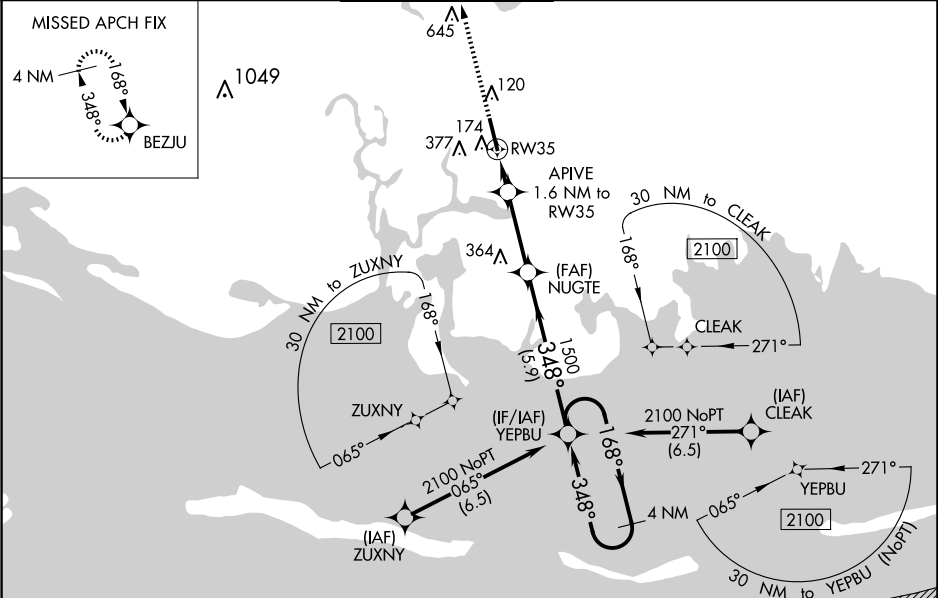 MISSED APCH FIX
4 NM
168°
348°
BEZJU
1049
645
120
174
377
RW35
APIVE
1.6 NM to
RW35
364
(FAF)
NUGTE
30 NM to CLEAK
2100
168°
CLEAK
271°
30 NM to ZUXNY
2100
168°
ZUXNY
065°
1500
348°
(5.9)
(IF/IAF)
YEPBU
2100 NoPT
271°
(6.5)
(IAF)
CLEAK
2100 NoPT
065°
(6.5)
(IAF)
ZUXNY
168°
348°
4 NM
271°
065°
YEPBU
2100
30 NM to YEPBU (NoPT)